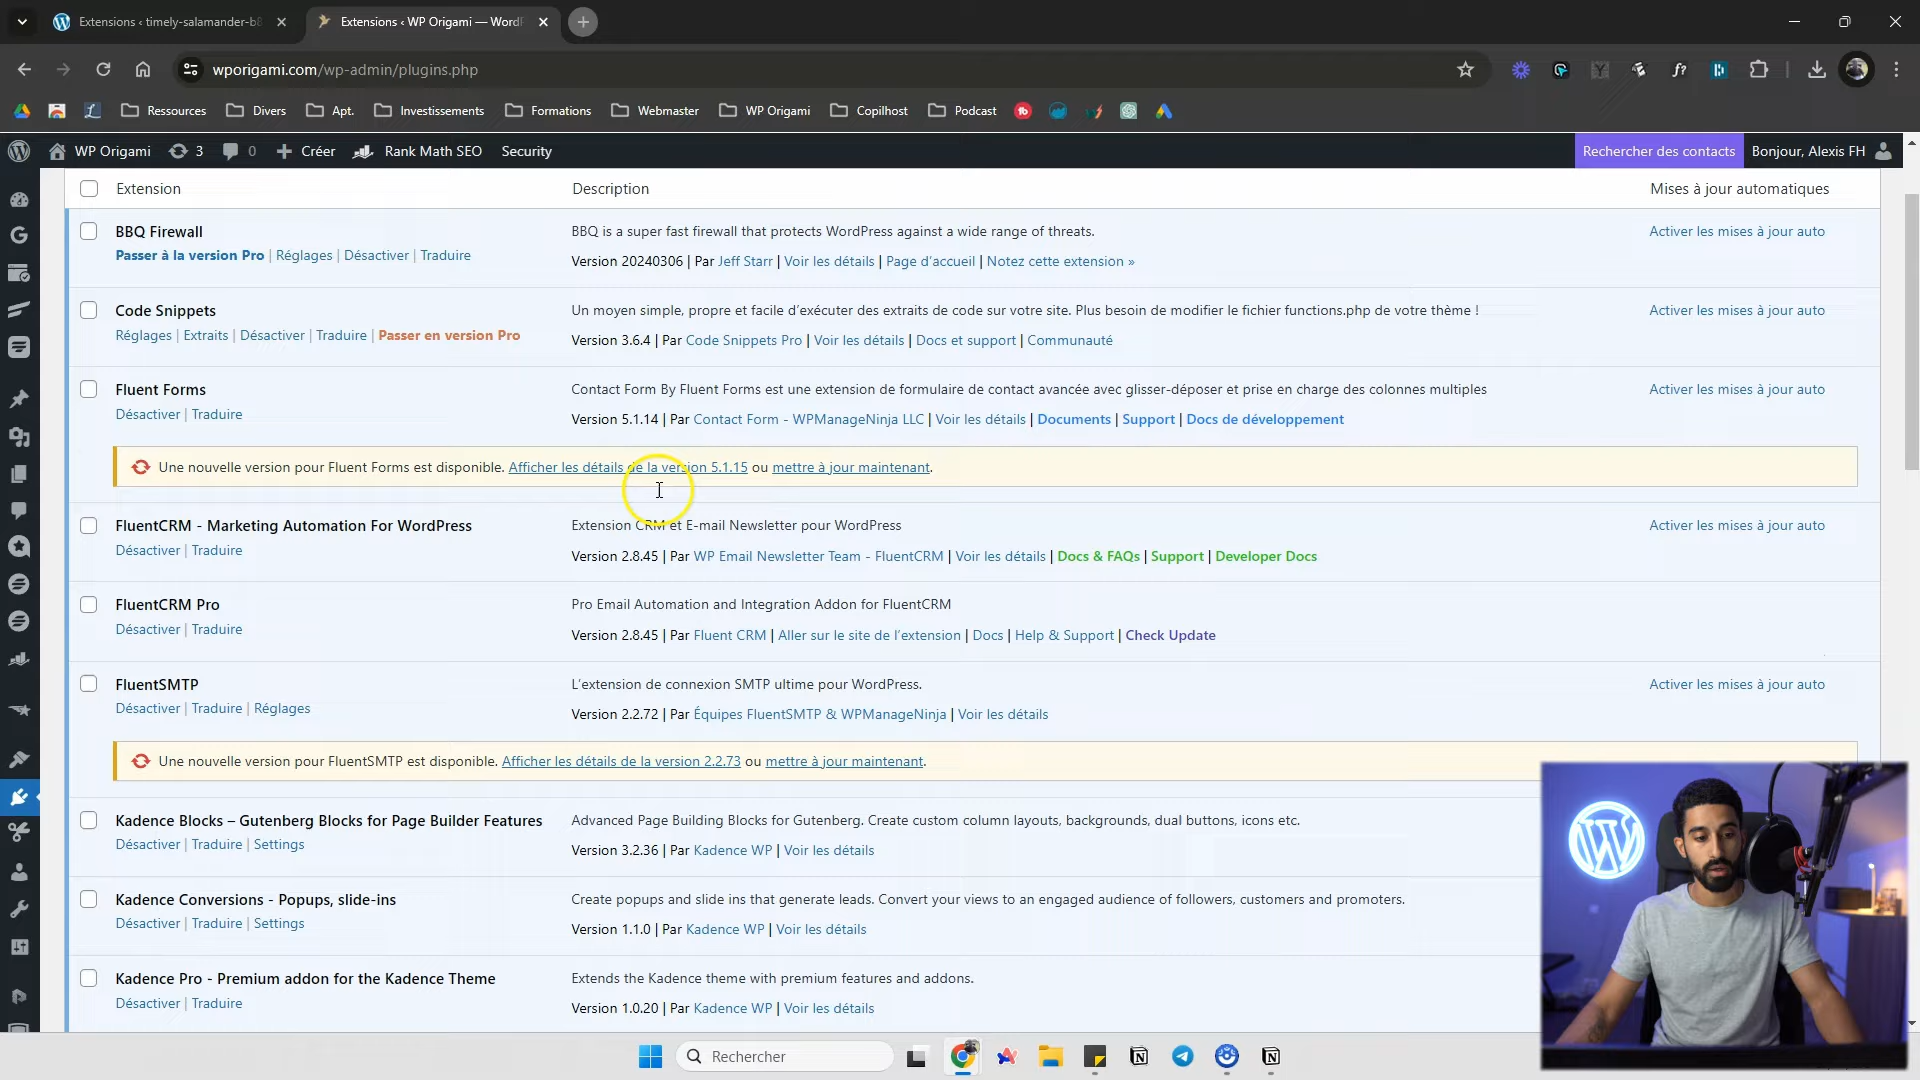 Extensions ‹ timely-salamander-b8
Extensions ‹ WP Origami — WordP
wporigami.com/wp-admin/plugins.php
Ressources
Divers
Apt.
Investissements
Formations
Webmaster
WP Origami
Copilhost
Podcast
WP Origami
3
0
Créer
Rank Math SEO
Security
Rechercher des contacts
Bonjour, Alexis FH
Extension
Description
Mises à jour automatiques
BBQ Firewall
BBQ is a super fast firewall that protects WordPress against a wide range of threats.
Activer les mises à jour auto
Passer à la version Pro | Réglages | Désactiver | Traduire
Version 20240306 | Par Jeff Starr | Voir les détails | Page d’accueil | Notez cette extension »
Code Snippets
Un moyen simple, propre et facile d’exécuter des extraits de code sur votre site. Plus besoin de modifier le fichier functions.php de votre thème !
Activer les mises à jour auto
Réglages | Extraits | Désactiver | Traduire | Passer en version Pro
Version 3.6.4 | Par Code Snippets Pro | Voir les détails | Docs et support | Communauté
Fluent Forms
Contact Form By Fluent Forms est une extension de formulaire de contact avancée avec glisser-déposer et prise en charge des colonnes multiples
Activer les mises à jour auto
Désactiver | Traduire
Version 5.1.14 | Par Contact Form - WPManageNinja LLC | Voir les détails | Documents | Support | Docs de développement
Une nouvelle version pour Fluent Forms est disponible. Afficher les détails de la version 5.1.15 ou mettre à jour maintenant.
FluentCRM - Marketing Automation For WordPress
Extension CRM et E-mail Newsletter pour WordPress
Activer les mises à jour auto
Désactiver | Traduire
Version 2.8.45 | Par WP Email Newsletter Team - FluentCRM | Voir les détails | Docs & FAQs | Support | Developer Docs
FluentCRM Pro
Pro Email Automation and Integration Addon for FluentCRM
Désactiver | Traduire
Version 2.8.45 | Par Fluent CRM | Aller sur le site de l’extension | Docs | Help & Support | Check Update
FluentSMTP
L’extension de connexion SMTP ultime pour WordPress.
Activer les mises à jour auto
Désactiver | Traduire | Réglages
Version 2.2.72 | Par Équipes FluentSMTP & WPManageNinja | Voir les détails
Une nouvelle version pour FluentSMTP est disponible. Afficher les détails de la version 2.2.73 ou mettre à jour maintenant.
Kadence Blocks – Gutenberg Blocks for Page Builder Features
Advanced Page Building Blocks for Gutenberg. Create custom column layouts, backgrounds, dual buttons, icons etc.
Désactiver | Traduire | Settings
Version 3.2.36 | Par Kadence WP | Voir les détails
Kadence Conversions - Popups, slide-ins
Create popups and slide ins that generate leads. Convert your views to an engaged audience of followers, customers and promoters.
Désactiver | Traduire | Settings
Version 1.1.0 | Par Kadence WP | Voir les détails
Kadence Pro - Premium addon for the Kadence Theme
Extends the Kadence theme with premium features and addons.
Désactiver | Traduire
Version 1.0.20 | Par Kadence WP | Voir les détails
Rechercher